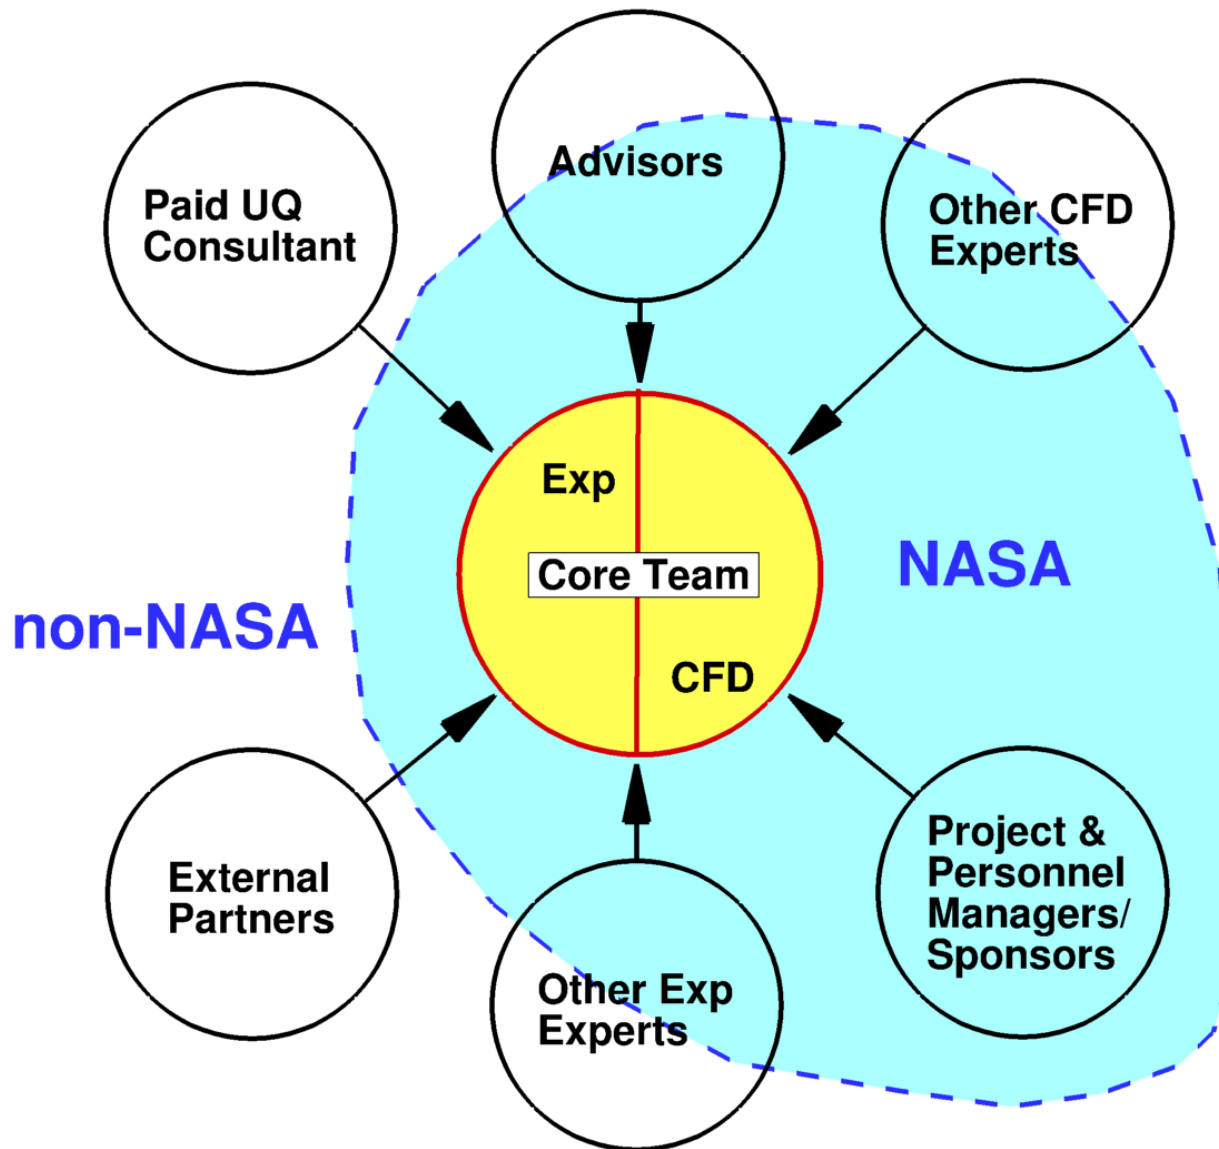 Advisors
Paid UQ
Consultant
Other CFD
Experts
Exp
Core Team
CFD
NASA
non-NASA
External
Partners
Other Exp
Experts
Project &
Personnel
Managers/
Sponsors